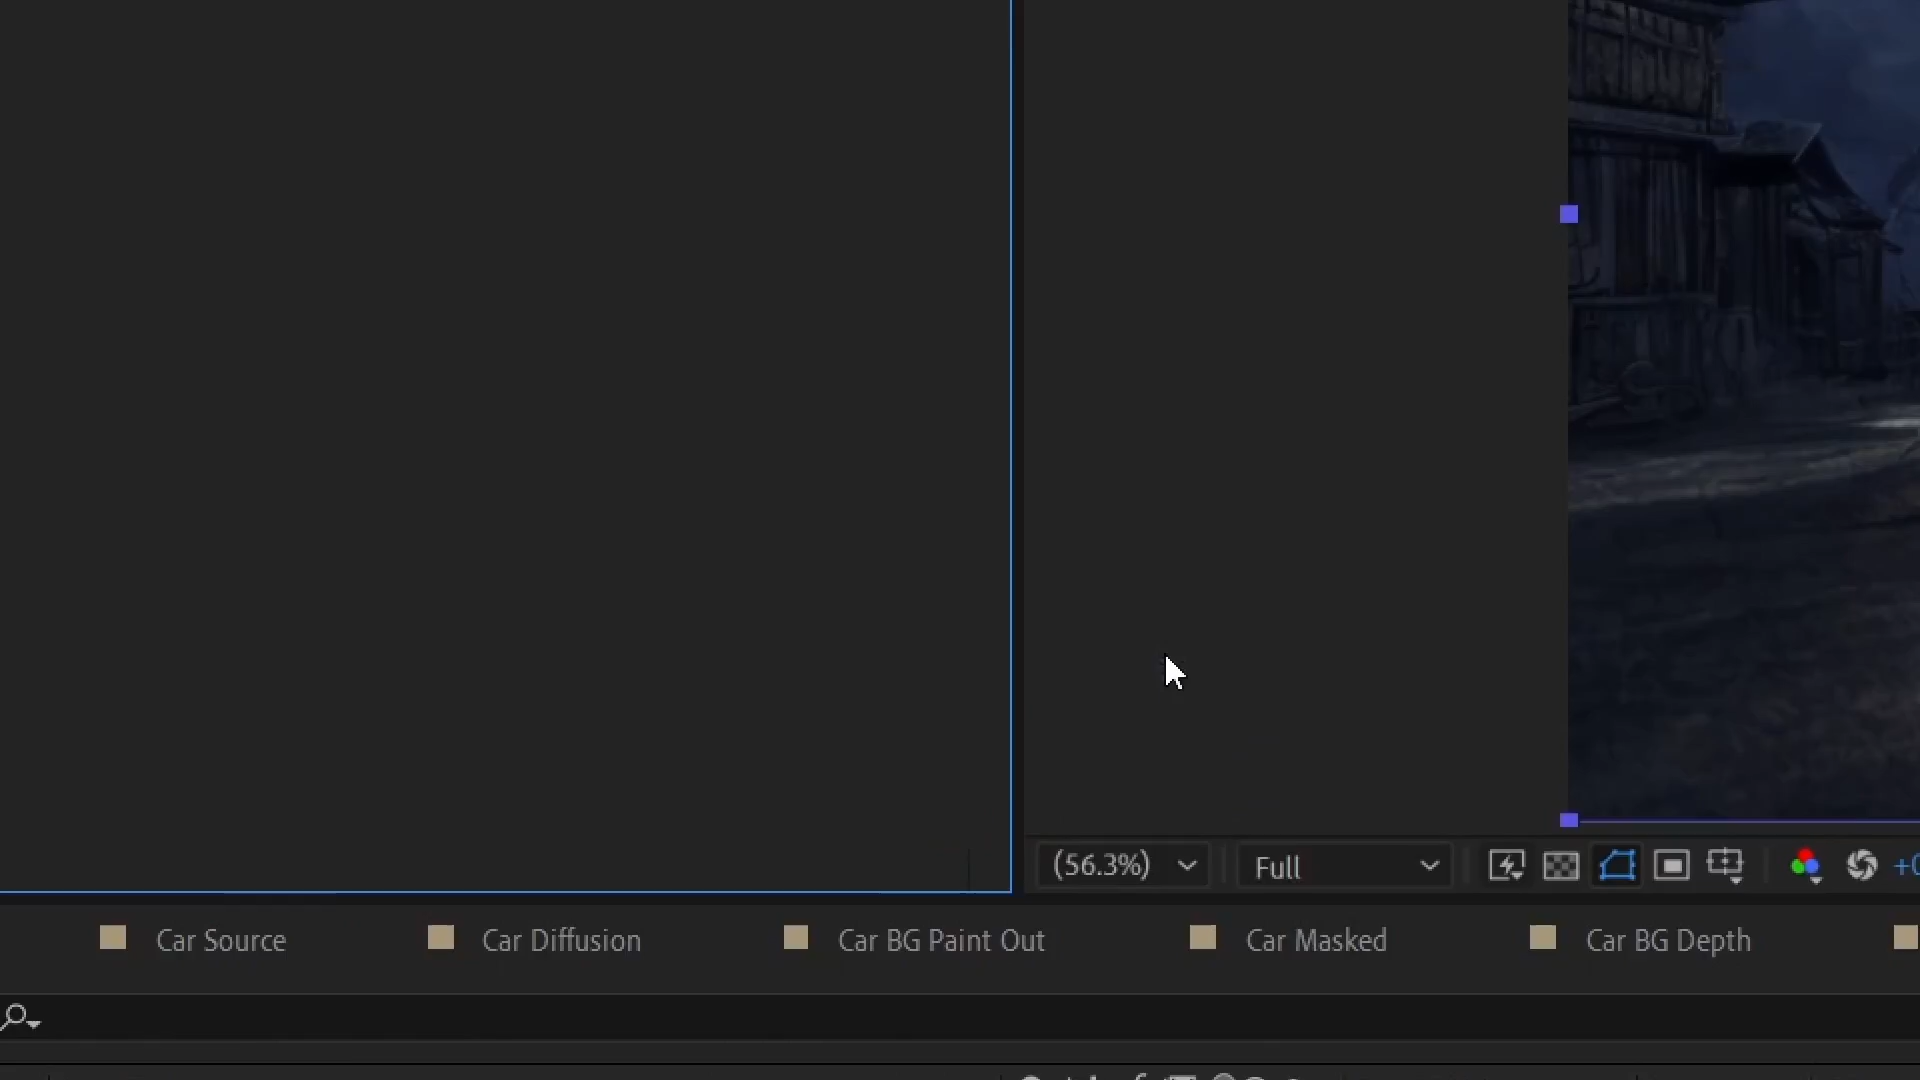 (56.3%) Full
Car Source Car Diffusion Car BG Paint Out Car Masked Car BG Depth